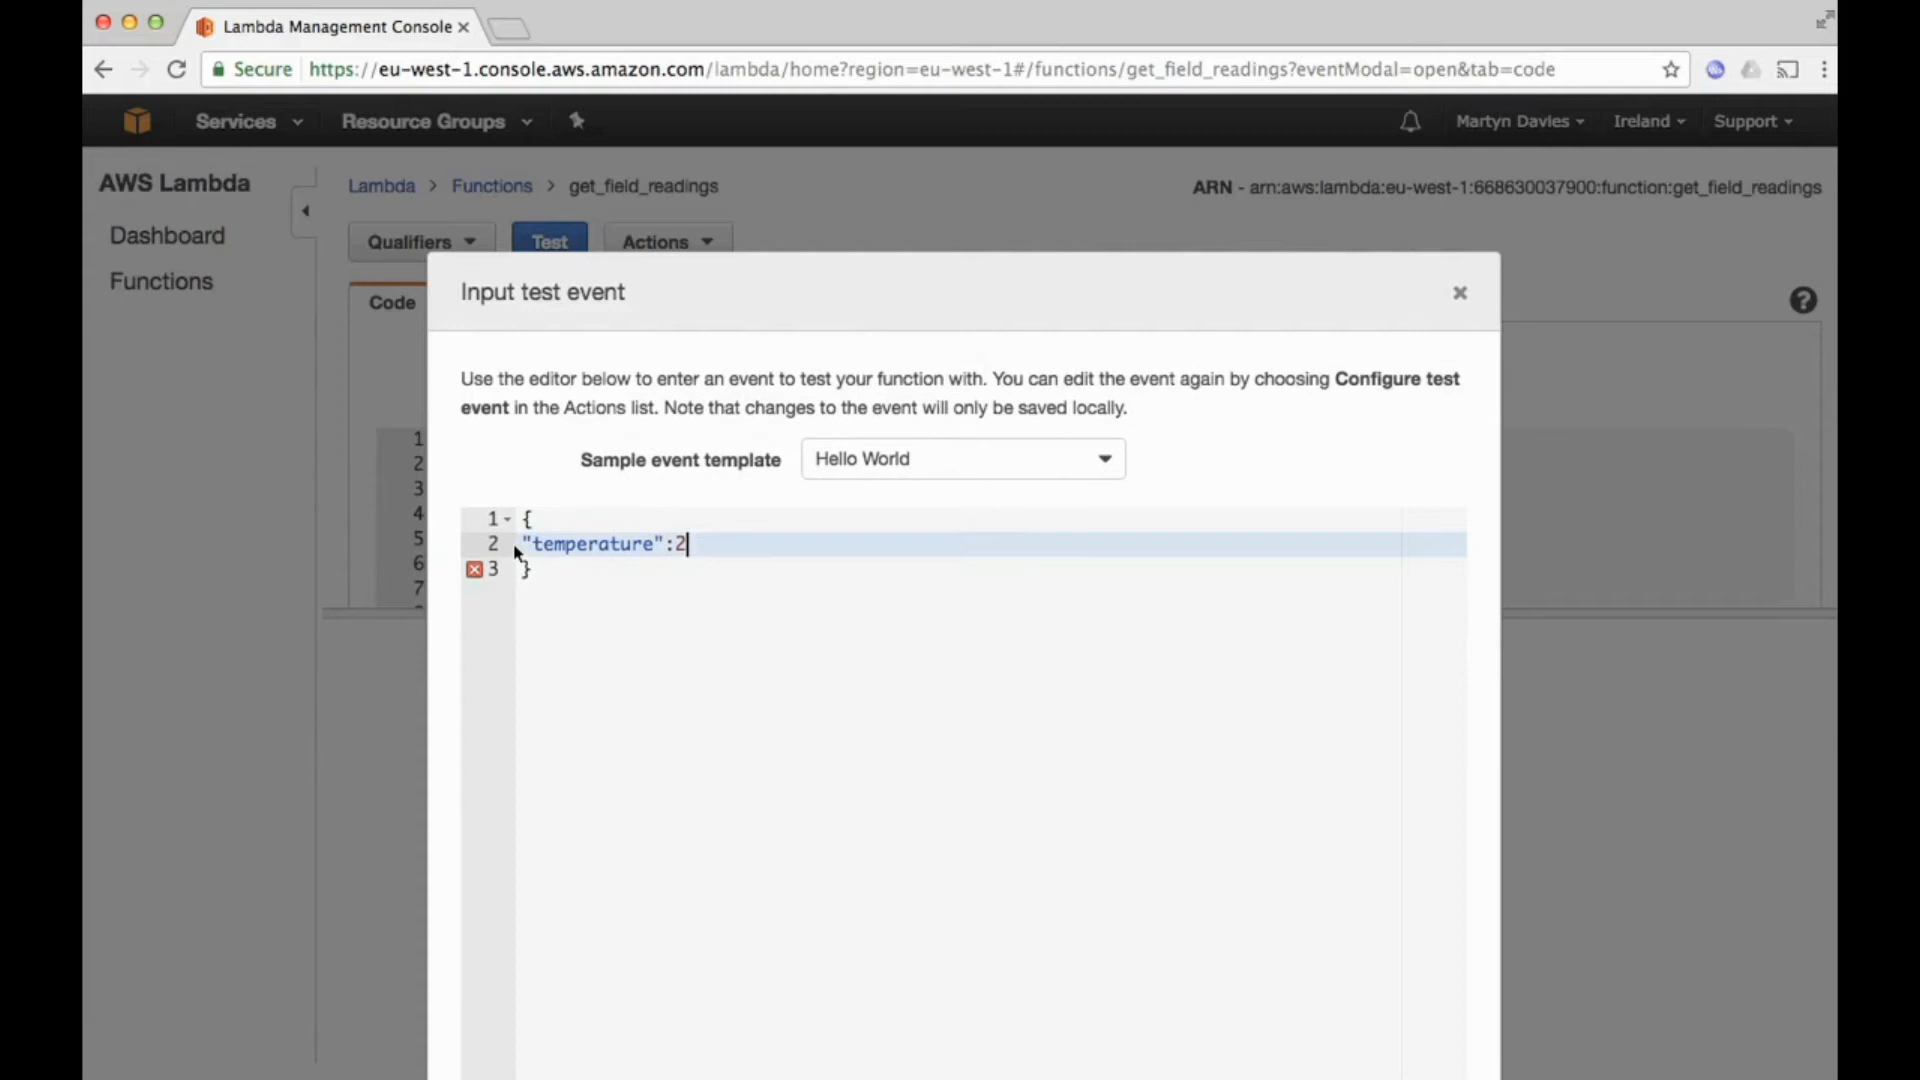 Lambda Management Console
Secure https://eu-west-1.console.aws.amazon.com/lambda/home?region=eu-west-1#/functions/get_field_readings?eventModal=open&tab=code
Services Resource Groups Martyn Davies Ireland Support
AWS Lambda
Dashboard
Functions
Lambda > Functions > get_field_readings
ARN - arn:aws:lambda:eu-west-1:668630037900:function:get_field_readings
Qualifiers Test Actions
Code
1
2
3
4
5
6
7
Input test event
Use the editor below to enter an event to test your function with. You can edit the event again by choosing Configure test
event in the Actions list. Note that changes to the event will only be saved locally.
Sample event template Hello World
1 {
2 "temperature":2
3 }